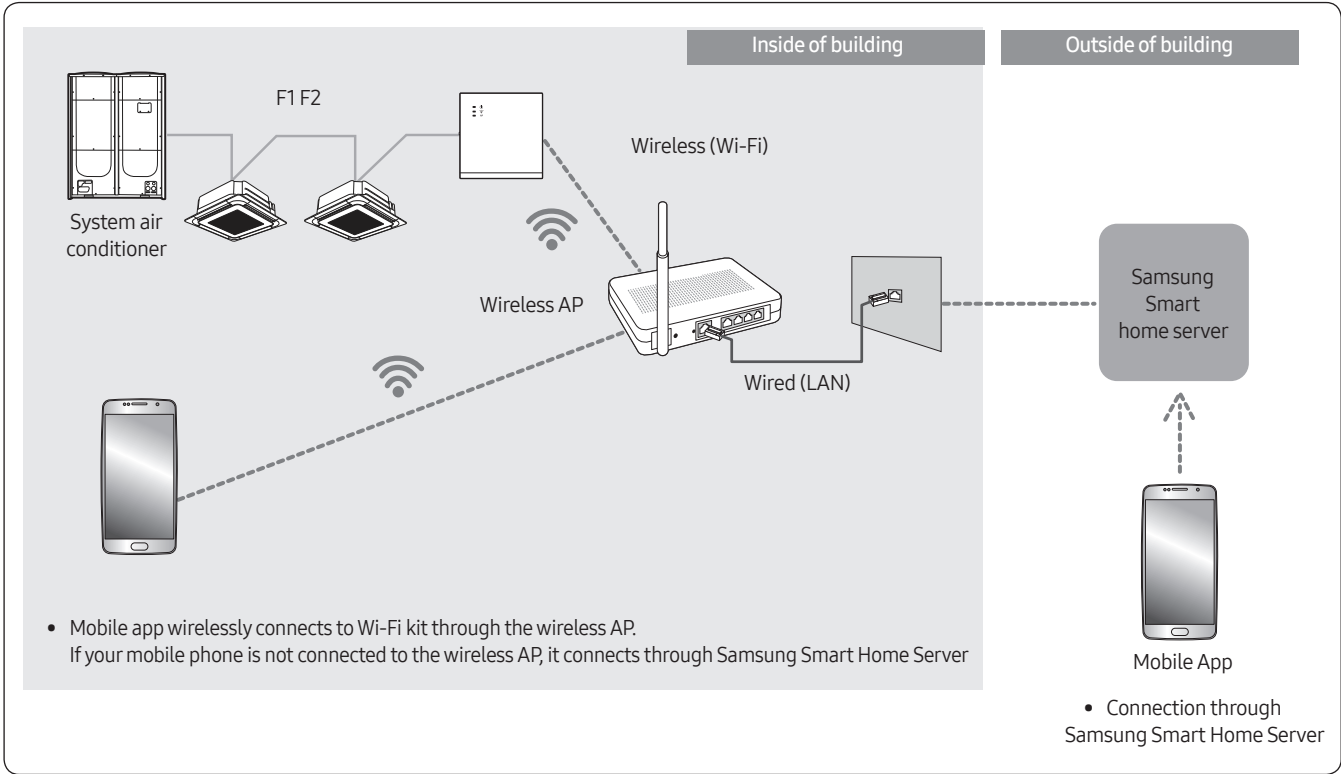 Inside of building
Outside of building
F1 F2
Wireless (Wi-Fi)
System air
conditioner
Wireless AP
Samsung
Smart
home server
Wired (LAN)
• Mobile app wirelessly connects to Wi-Fi kit through the wireless AP.
If your mobile phone is not connected to the wireless AP, it connects through Samsung Smart Home Server
Mobile App
• Connection through
Samsung Smart Home Server